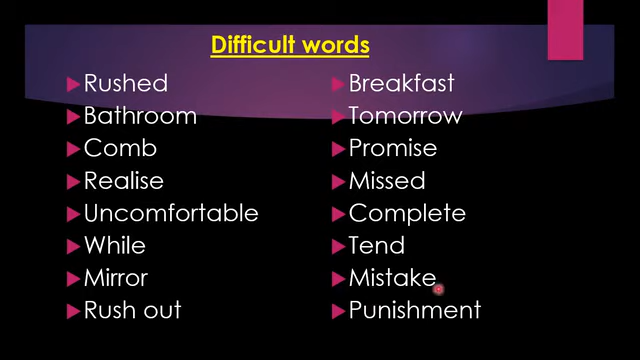 Difficult words
Rushed
Bathroom
Comb
Realise
Uncomfortable
While
Mirror
Rush out
Breakfast
Tomorrow
Promise
Missed
Complete
Tend
Mistake
Punishment